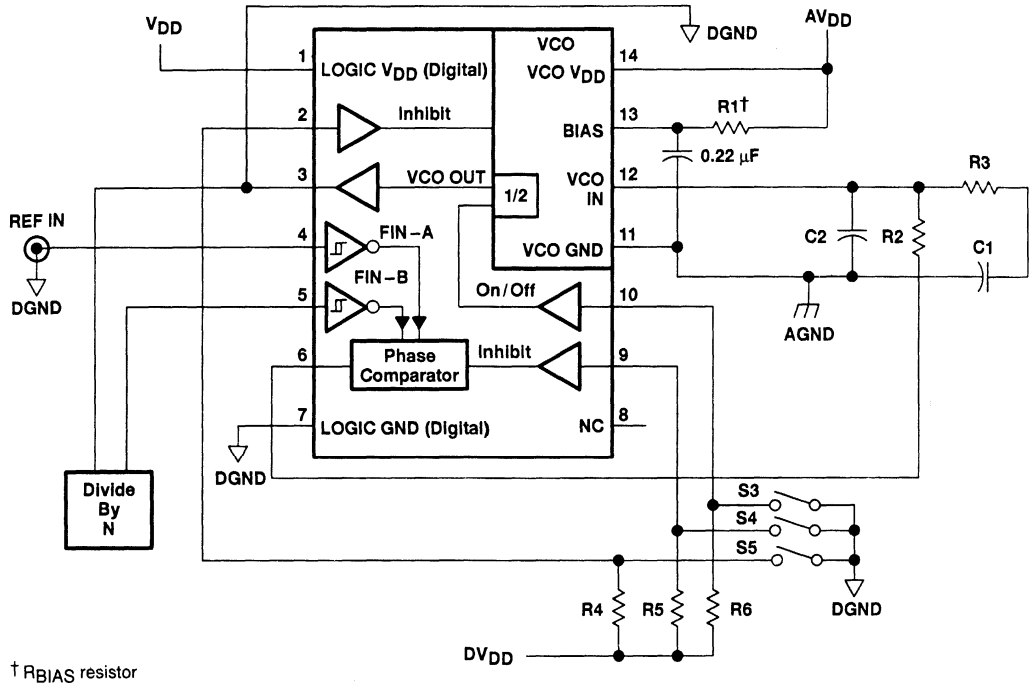 VDD
DGND
AVDD
1
LOGIC VDD (Digital)
VCO
VCO VDD
14
2
Inhibit
BIAS
13
R1†
0.22 µF
3
VCO OUT
1/2
VCO
IN
12
R3
REF IN
DGND
4
FIN–A
VCO GND
11
C2
R2
C1
AGND
5
FIN–B
On/Off
10
6
Phase
Comparator
Inhibit
9
7
LOGIC GND (Digital)
NC
8
DGND
Divide
By
N
S3
S4
S5
DGND
R4
R5
R6
DVDD
† RBIAS resistor